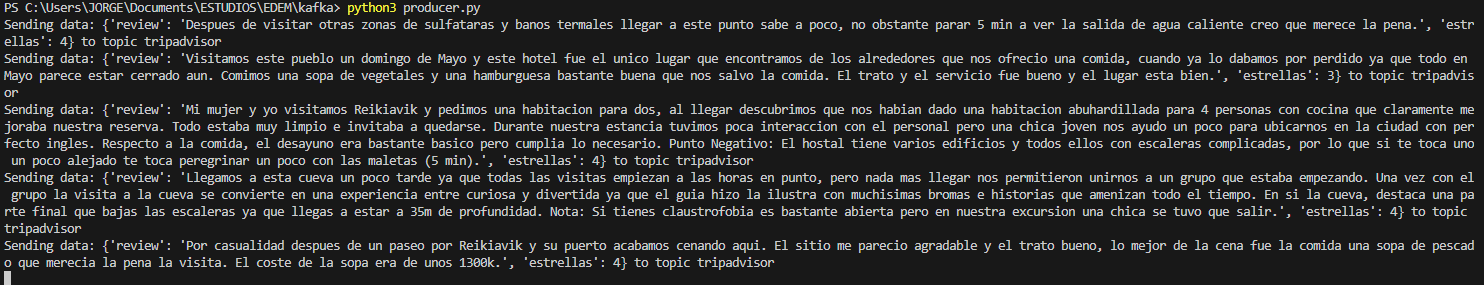 PS C:\Users\JORGE\Documents\ESTUDIOS\EDEM\kafka> python3 producer.py
Sending data: {'review': 'Despues de visitar otras zonas de sulfataras y banos termales llegar a este punto sabe a poco, no obstante parar 5 min a ver la salida de agua caliente creo que merece la pena.', 'estr
ellas': 4} to topic tripadvisor
Sending data: {'review': 'Visitamos este pueblo un domingo de Mayo y este hotel fue el unico lugar que encontramos de los alrededores que nos ofrecio una comida, cuando ya lo dabamos por perdido ya que todo en
Mayo parece estar cerrado aun. Comimos una sopa de vegetales y una hamburguesa bastante buena que nos salvo la comida. El trato y el servicio fue bueno y el lugar esta bien.', 'estrellas': 3} to topic tripadvis
or
Sending data: {'review': 'Mi mujer y yo visitamos Reikiavik y pedimos una habitacion para dos, al llegar descubrimos que nos habian dado una habitacion abuhardillada para 4 personas con cocina que claramente me
joraba nuestra reserva. Todo estaba muy limpio e invitaba a quedarse. Durante nuestra estancia tuvimos poca interaccion con el personal pero una chica joven nos ayudo un poco para ubicarnos en la ciudad con per
fecto ingles. Respecto a la comida, el desayuno era bastante basico pero cumplia lo necesario. Punto Negativo: El hostal tiene varios edificios y todos ellos con escaleras complicadas, por lo que si te toca uno
 un poco alejado te toca peregrinar un poco con las maletas (5 min).', 'estrellas': 4} to topic tripadvisor
Sending data: {'review': 'Llegamos a esta cueva un poco tarde ya que todas las visitas empiezan a las horas en punto, pero nada mas llegar nos permitieron unirnos a un grupo que estaba empezando. Una vez con el
 grupo la visita a la cueva se convierte en una experiencia entre curiosa y divertida ya que el guia hizo la ilustra con muchisimas bromas e historias que amenizan todo el tiempo. En si la cueva, destaca una pa
rte final que bajas las escaleras ya que llegas a estar a 35m de profundidad. Nota: Si tienes claustrofobia es bastante abierta pero en nuestra excursion una chica se tuvo que salir.', 'estrellas': 4} to topic
tripadvisor
Sending data: {'review': 'Por casualidad despues de un paseo por Reikiavik y su puerto acabamos cenando aqui. El sitio me parecio agradable y el trato bueno, lo mejor de la cena fue la comida una sopa de pescad
o que merecia la pena la visita. El coste de la sopa era de unos 1300k.', 'estrellas': 4} to topic tripadvisor